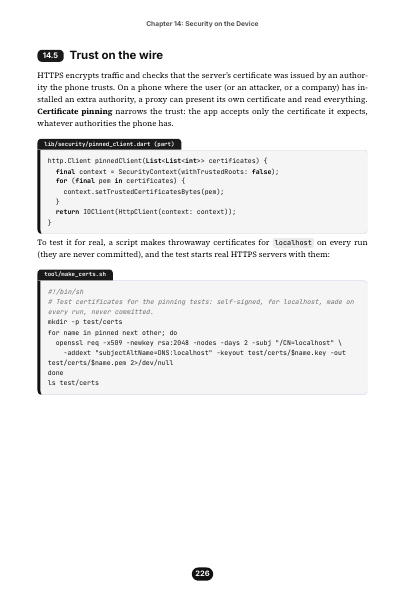 Chapter 14: Security on the Device
14.5 Trust on the wire
HTTPS encrypts traffic and checks that the server's certificate was issued by an author-
ity the phone trusts. On a phone where the user (or an attacker, or a company) has in-
stalled an extra authority, a proxy can present its own certificate and read everything.
Certificate pinning narrows the trust: the app accepts only the certificate it expects,
whatever authorities the phone has.
lib/security/pinned_client.dart (part)
http.Client pinnedClient(List<List<int>> certificates) {
  final context = SecurityContext(withTrustedRoots: false);
  for (final pem in certificates) {
    context.setTrustedCertificatesBytes(pem);
  }
  return IOClient(HttpClient(context: context));
}
To test it for real, a script makes throwaway certificates for localhost on every run
(they are never committed), and the test starts real HTTPS servers with them:
tool/make_certs.sh
#!/bin/sh
# Test certificates for the pinning tests: self-signed, for localhost, made on
every run, never committed.
mkdir -p test/certs
for name in pinned next other; do
  openssl req -x509 -newkey rsa:2048 -nodes -days 2 -subj "/CN=localhost" \
    -addext "subjectAltName=DNS:localhost" -keyout test/certs/$name.key -out
test/certs/$name.pem 2>/dev/null
done
ls test/certs
226